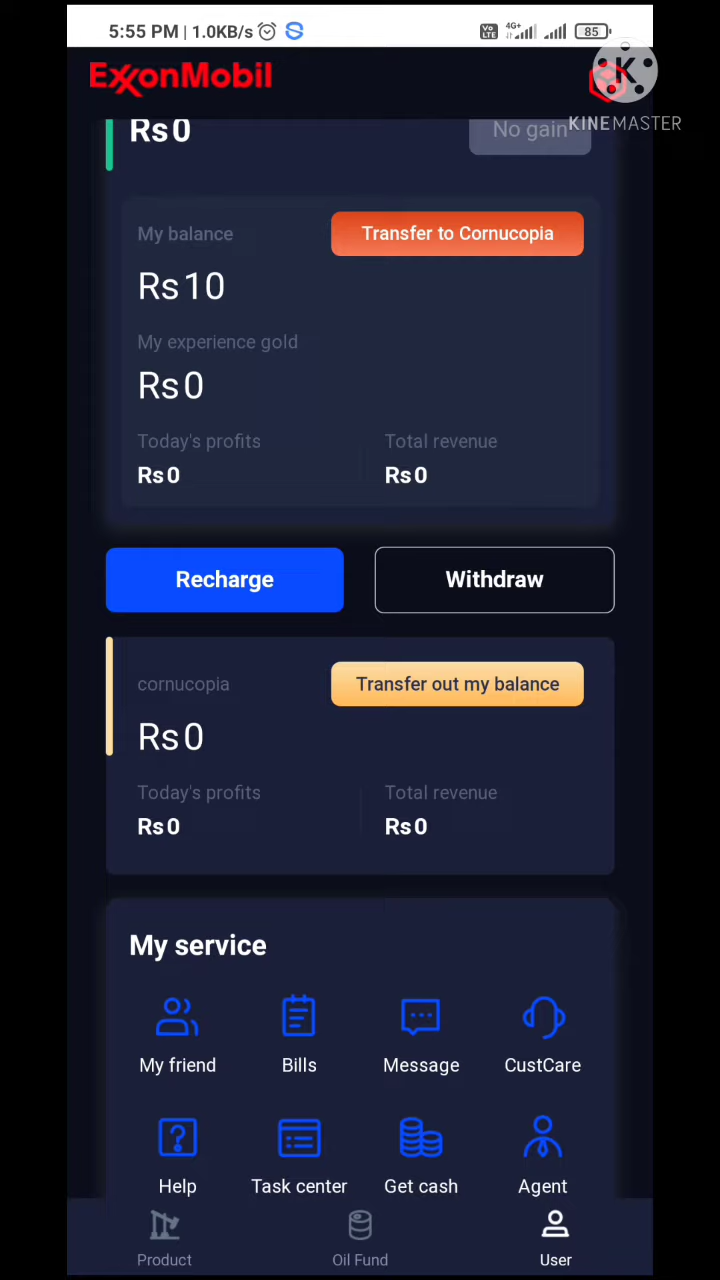 5:55 PM | 1.0KB/s
Vo LTE 4G+ 85
ExxonMobil
K
KINEMASTER
Rs0
No gain
My balance
Transfer to Cornucopia
Rs10
My experience gold
Rs0
Today's profits Total revenue
Rs0 Rs0
Recharge Withdraw
cornucopia
Transfer out my balance
Rs0
Today's profits Total revenue
Rs0 Rs0
My service
My friend Bills Message CustCare
Help Task center Get cash Agent
Product Oil Fund User